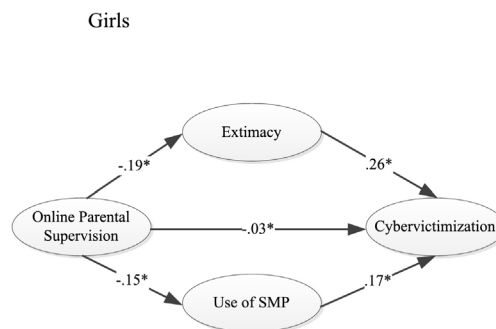 Girls
Extimacy
-.19*
.26*
Online Parental
Supervision
-.03*
Cybervictimization
-.15*
.17*
Use of SMP